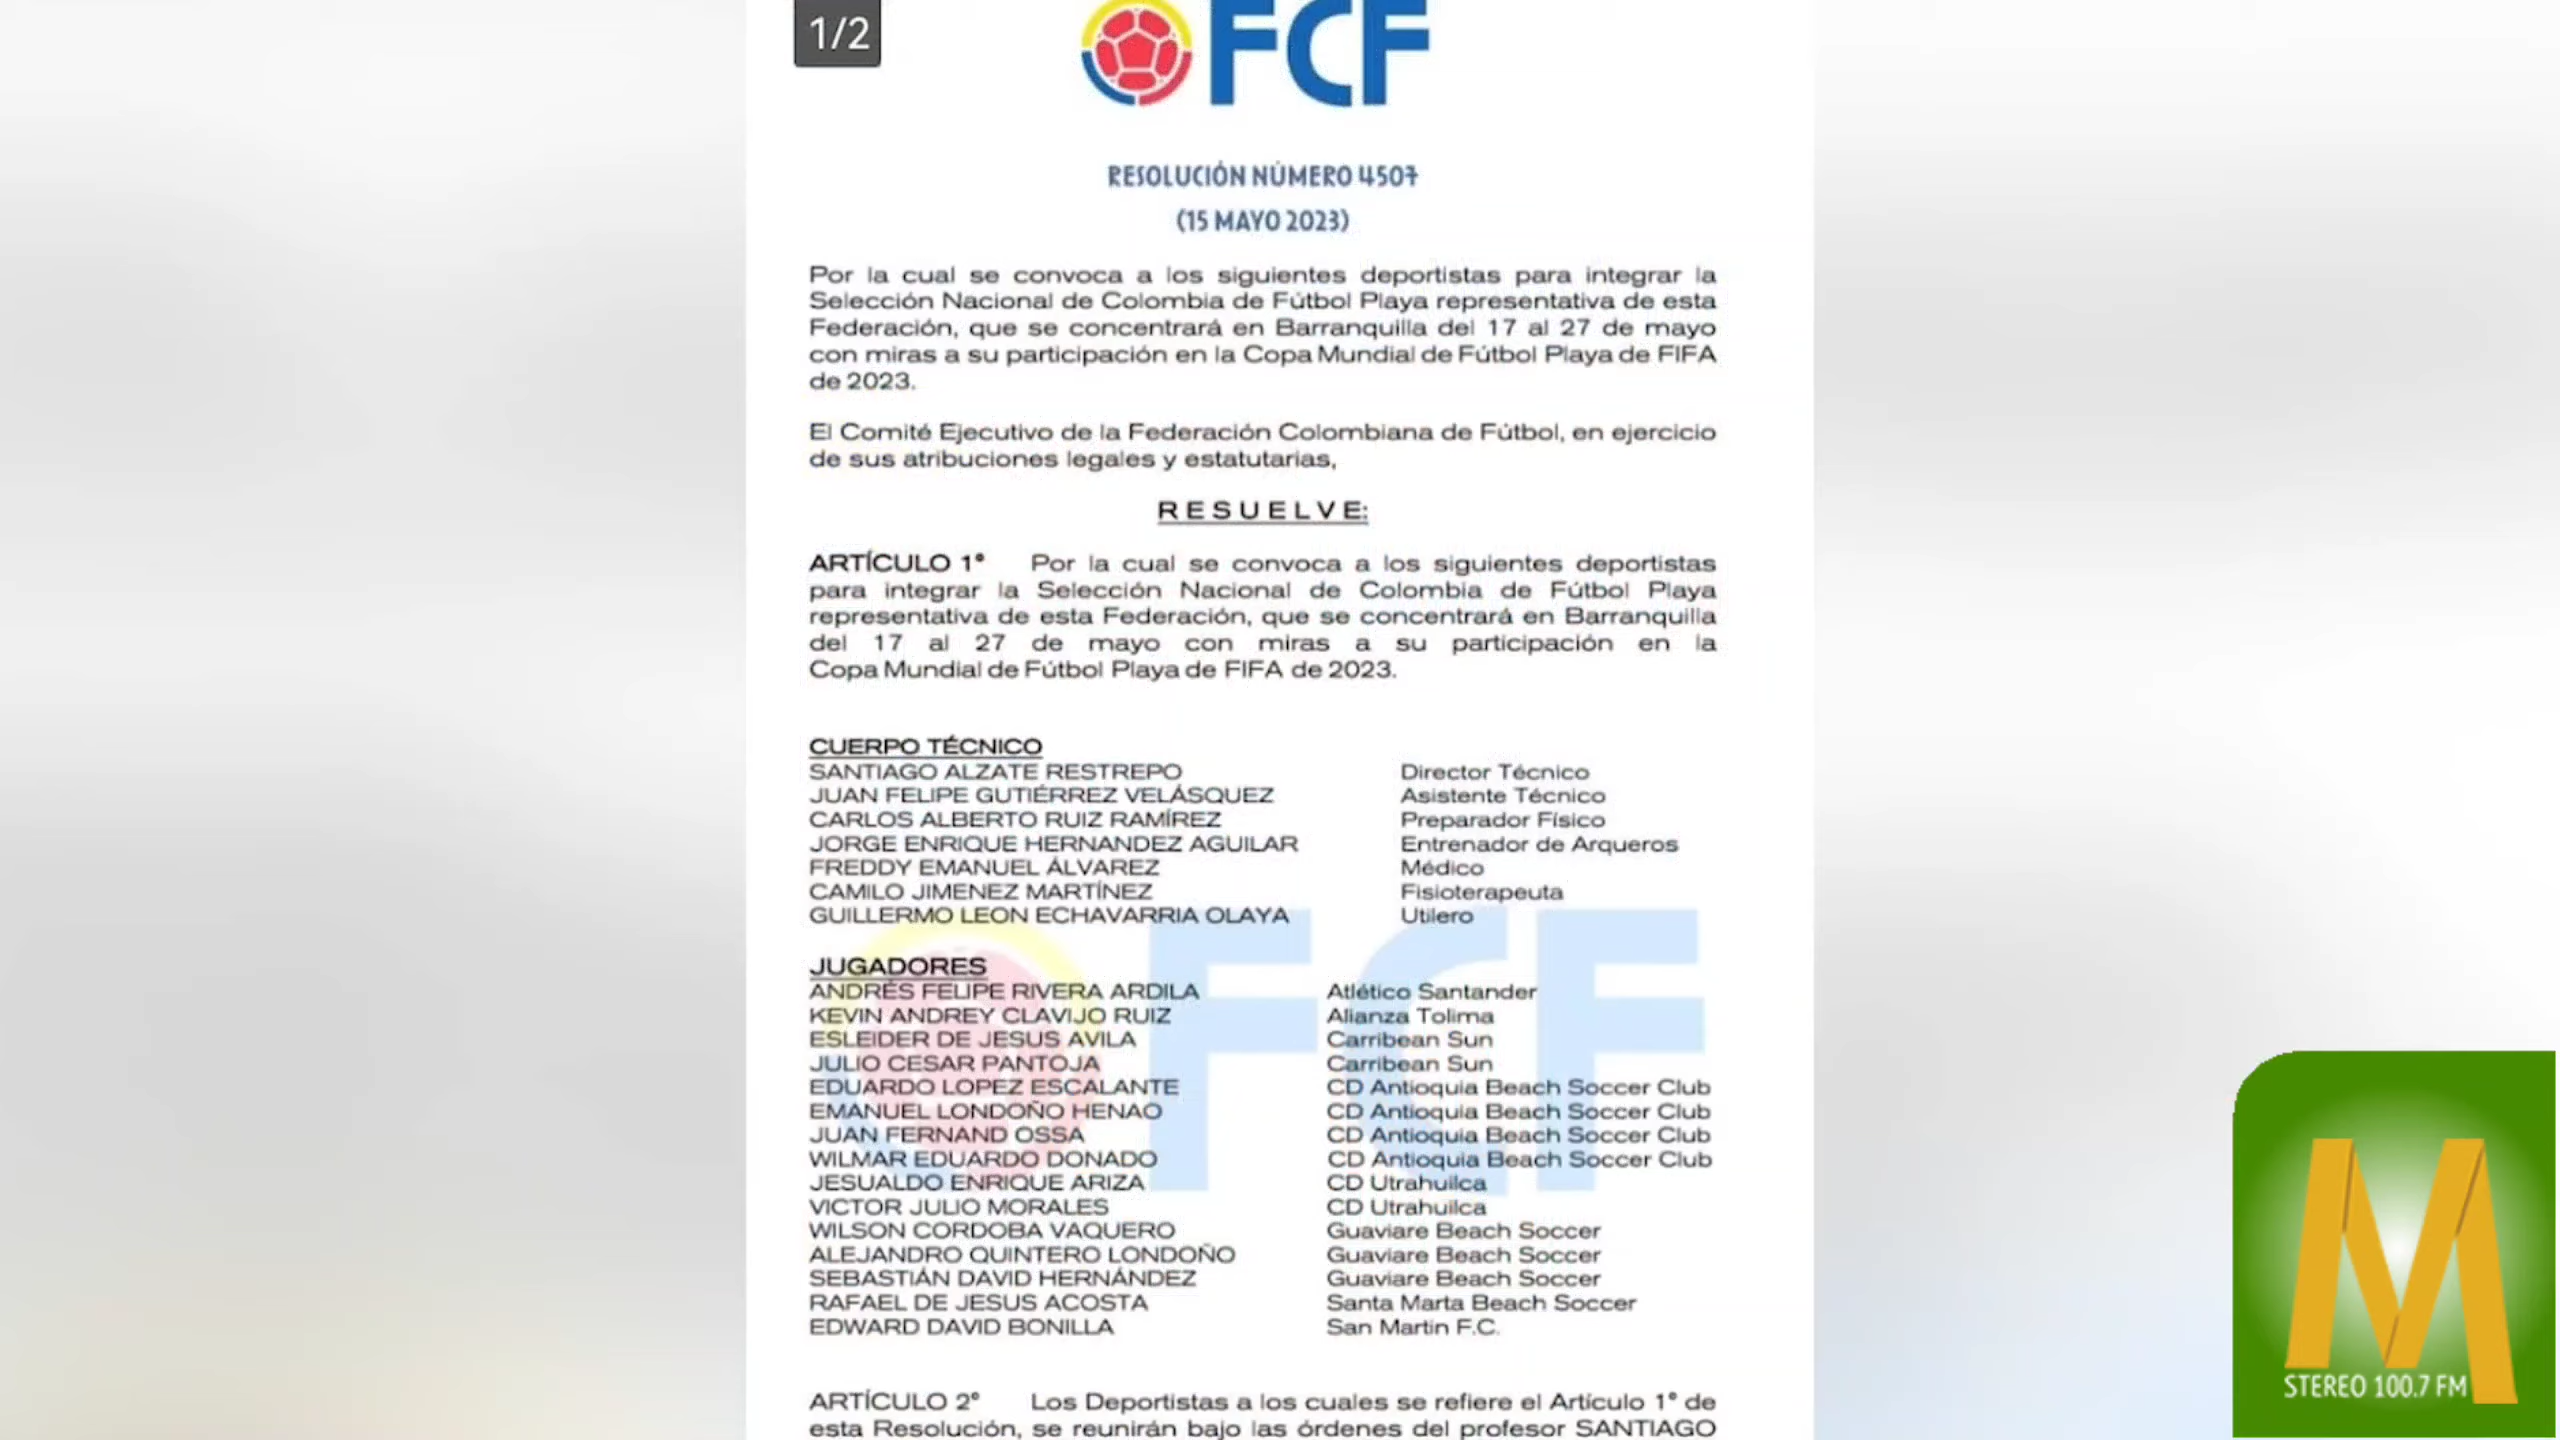 1/2
FCF
RESOLUCIÓN NÚMERO 4507
(15 MAYO 2023)
Por la cual se convoca a los siguientes deportistas para integrar la
Selección Nacional de Colombia de Fútbol Playa representativa de esta
Federación, que se concentrará en Barranquilla del 17 al 27 de mayo
con miras a su participación en la Copa Mundial de Fútbol Playa de FIFA
de 2023.
El Comité Ejecutivo de la Federación Colombiana de Fútbol, en ejercicio
de sus atribuciones legales y estatutarias,
RESUELVE:
ARTÍCULO 1° Por la cual se convoca a los siguientes deportistas
para integrar la Selección Nacional de Colombia de Fútbol Playa
representativa de esta Federación, que se concentrará en Barranquilla
del 17 al 27 de mayo con miras a su participación en la
Copa Mundial de Fútbol Playa de FIFA de 2023.
CUERPO TÉCNICO
SANTIAGO ALZATE RESTREPO Director Técnico
JUAN FELIPE GUTIÉRREZ VELÁSQUEZ Asistente Técnico
CARLOS ALBERTO RUIZ RAMÍREZ Preparador Físico
JORGE ENRIQUE HERNANDEZ AGUILAR Entrenador de Arqueros
FREDDY EMANUEL ÁLVAREZ Médico
CAMILO JIMENEZ MARTÍNEZ Fisioterapeuta
GUILLERMO LEON ECHAVARRIA OLAYA Utilero
JUGADORES
ANDRÉS FELIPE RIVERA ARDILA Atlético Santander
KEVIN ANDREY CLAVIJO RUIZ Alianza Tolima
ESLEIDER DE JESUS AVILA Carribean Sun
JULIO CESAR PANTOJA Carribean Sun
EDUARDO LOPEZ ESCALANTE CD Antioquia Beach Soccer Club
EMANUEL LONDOÑO HENAO CD Antioquia Beach Soccer Club
JUAN FERNAND OSSA CD Antioquia Beach Soccer Club
WILMAR EDUARDO DONADO CD Antioquia Beach Soccer Club
JESUALDO ENRIQUE ARIZA CD Utrahuilca
VICTOR JULIO MORALES CD Utrahuilca
WILSON CORDOBA VAQUERO Guaviare Beach Soccer
ALEJANDRO QUINTERO LONDOÑO Guaviare Beach Soccer
SEBASTIÁN DAVID HERNÁNDEZ Guaviare Beach Soccer
RAFAEL DE JESUS ACOSTA Santa Marta Beach Soccer
EDWARD DAVID BONILLA San Martin F.C.
ARTÍCULO 2° Los Deportistas a los cuales se refiere el Artículo 1° de
esta Resolución, se reunirán bajo las órdenes del profesor SANTIAGO
FCF
M
STEREO 100.7 FM